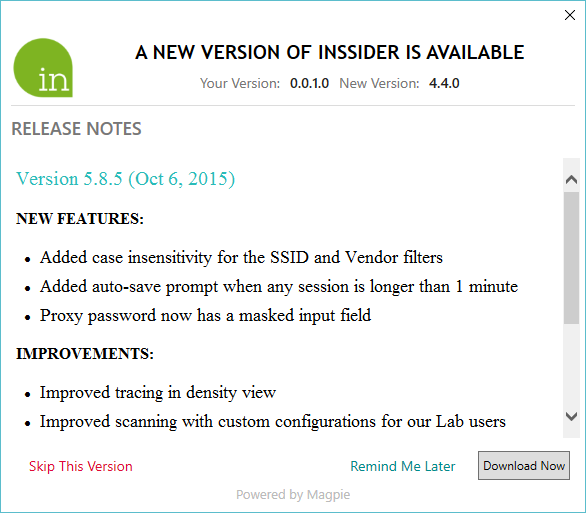 A NEW VERSION OF INSSIDER IS AVAILABLE
in
Your Version: 0.0.1.0 New Version: 4.4.0
RELEASE NOTES
Version 5.8.5 (Oct 6, 2015)
NEW FEATURES:
• Added case insensitivity for the SSID and Vendor filters
• Added auto-save prompt when any session is longer than 1 minute
• Proxy password now has a masked input field
IMPROVEMENTS:
• Improved tracing in density view
• Improved scanning with custom configurations for our Lab users
Skip This Version Remind Me Later Download Now
Powered by Magpie